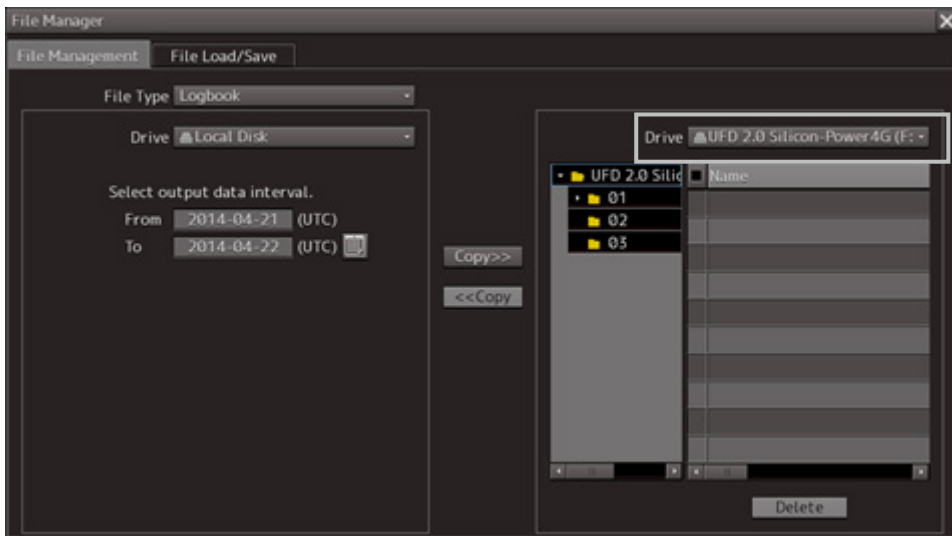 File Manager
File Management File Load/Save
File Type Logbook
Drive Local Disk
Select output data interval.
From 2014-04-21 (UTC)
To 2014-04-22 (UTC)
Copy>>
<<Copy
Drive UFD 2.0 Silicon-Power4G (F:
UFD 2.0 Silic Name
01
02
03
Delete